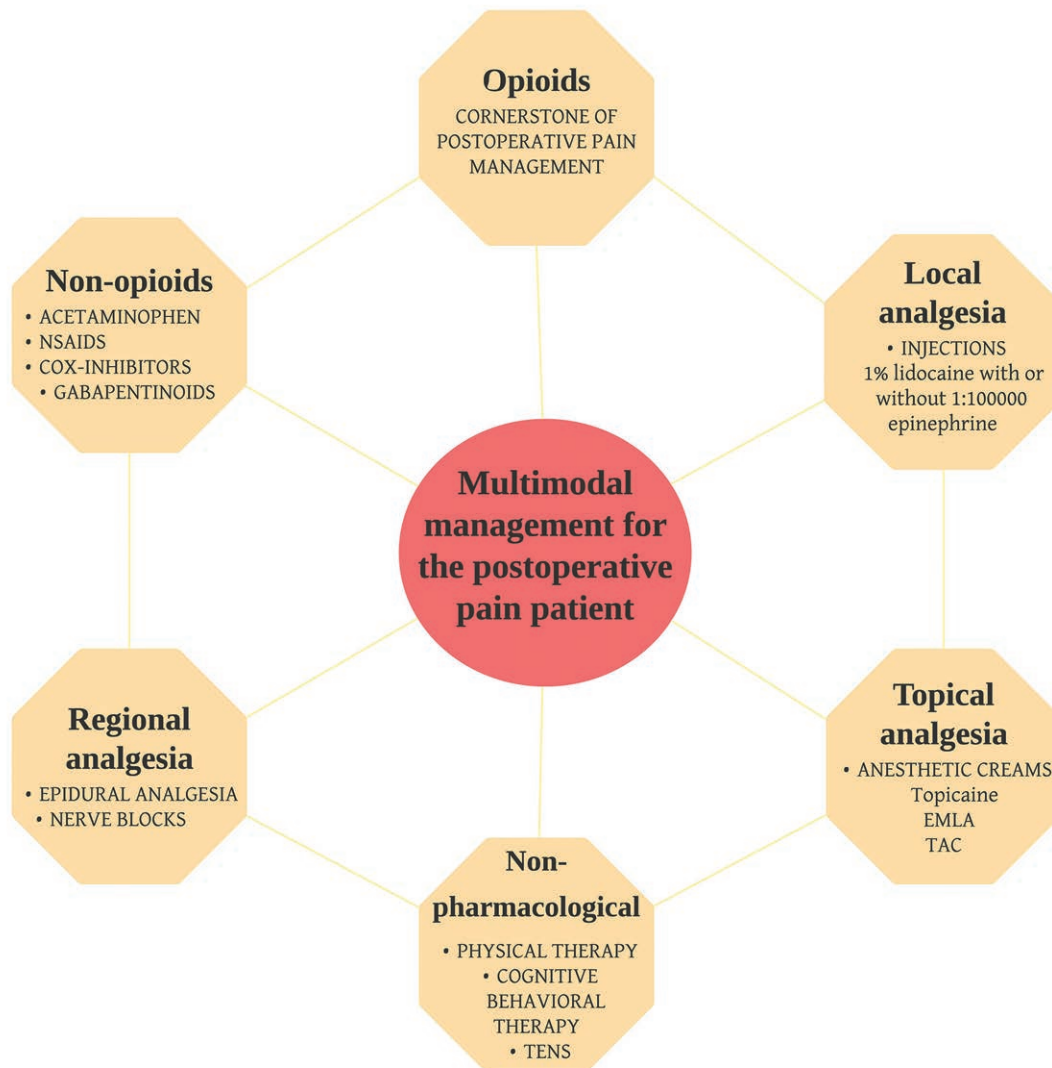 Opioids
CORNERSTONE OF
POSTOPERATIVE PAIN
MANAGEMENT
Non-opioids
• ACETAMINOPHEN
• NSAIDS
• COX-INHIBITORS
• GABAPENTINOIDS
Local
analgesia
• INJECTIONS
1% lidocaine with or
without 1:100000
epinephrine
Multimodal
management for
the postoperative
pain patient
Regional
analgesia
• EPIDURAL ANALGESIA
• NERVE BLOCKS
Topical
analgesia
• ANESTHETIC CREAMS
Topicaine
EMLA
TAC
Non-
pharmacological
• PHYSICAL THERAPY
• COGNITIVE
BEHAVIORAL
THERAPY
• TENS